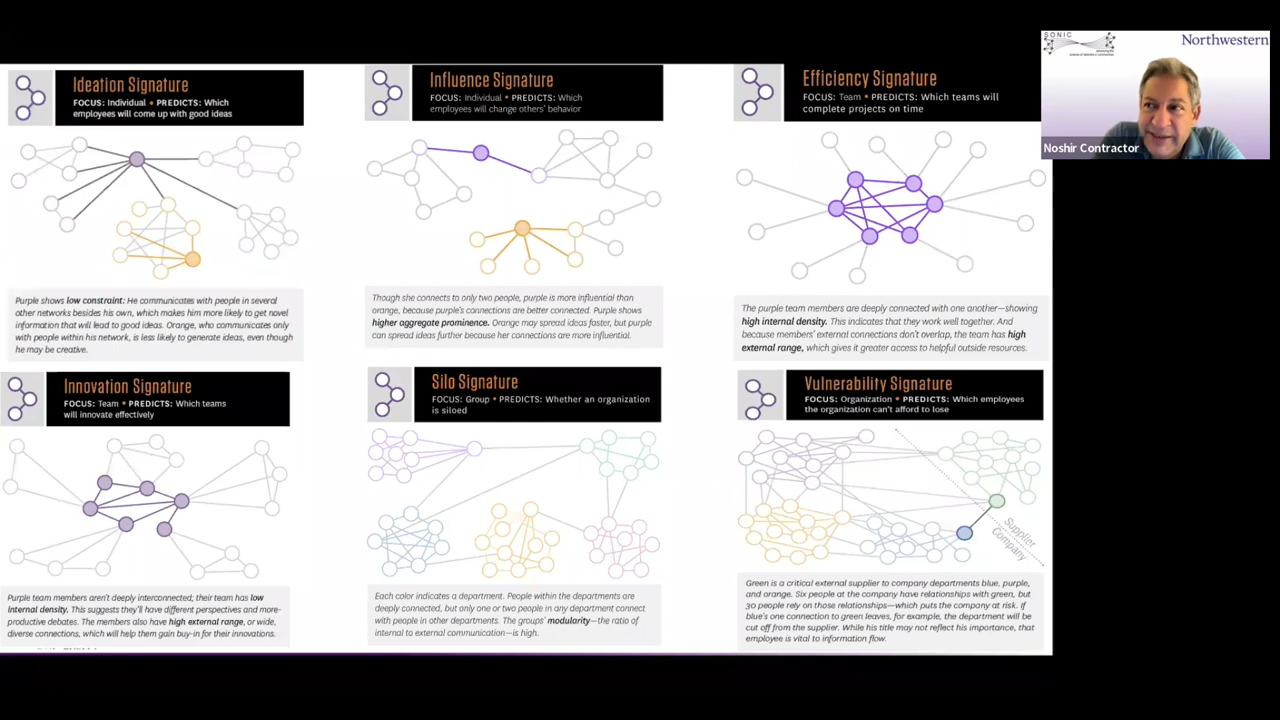 Ideation Signature
FOCUS: Individual • PREDICTS: Which
employees will come up with good ideas
Purple shows low constraint: He communicates with people in several
other networks besides his own, which makes him more likely to get novel
information that will lead to good ideas. Orange, who communicates only
with people within his network, is less likely to generate ideas, even though
he may be creative.
Influence Signature
FOCUS: Individual • PREDICTS: Which
employees will change others' behavior
Though she connects to only two people, purple is more influential than
orange, because purple's connections are better connected. Purple shows
higher aggregate prominence. Orange may spread ideas faster, but purple
can spread ideas further because her connections are more influential.
Efficiency Signature
FOCUS: Team • PREDICTS: Which teams will
complete projects on time
The purple team members are deeply connected with one another—showing
high internal density. This indicates that they work well together. And
because members' external connections don't overlap, the team has high
external range, which gives it greater access to helpful outside resources.
SONIC
Northwestern
Noshir Contractor
Innovation Signature
FOCUS: Team • PREDICTS: Which teams
will innovate effectively
Purple team members aren't deeply interconnected; their team has low
internal density. This suggests they'll have different perspectives and more-
productive debates. The members also have high external range, or wide,
diverse connections, which will help them gain buy-in for their innovations.
Silo Signature
FOCUS: Group • PREDICTS: Whether an organization
is siloed
Each color indicates a department. People within the departments are
deeply connected, but only one or two people in any department connect
with people in other departments. The groups' modularity—the ratio of
internal to external communication—is high.
Vulnerability Signature
FOCUS: Organization • PREDICTS: Which employees
the organization can't afford to lose
Supplier
Company
Green is a critical external supplier to company departments blue, purple,
and orange. Six people at the company have relationships with green, but
30 people rely on those relationships—which puts the company at risk. If
blue's one connection to green leaves, for example, the department will be
cut off from the supplier. While his title may not reflect his importance, that
employee is vital to information flow.